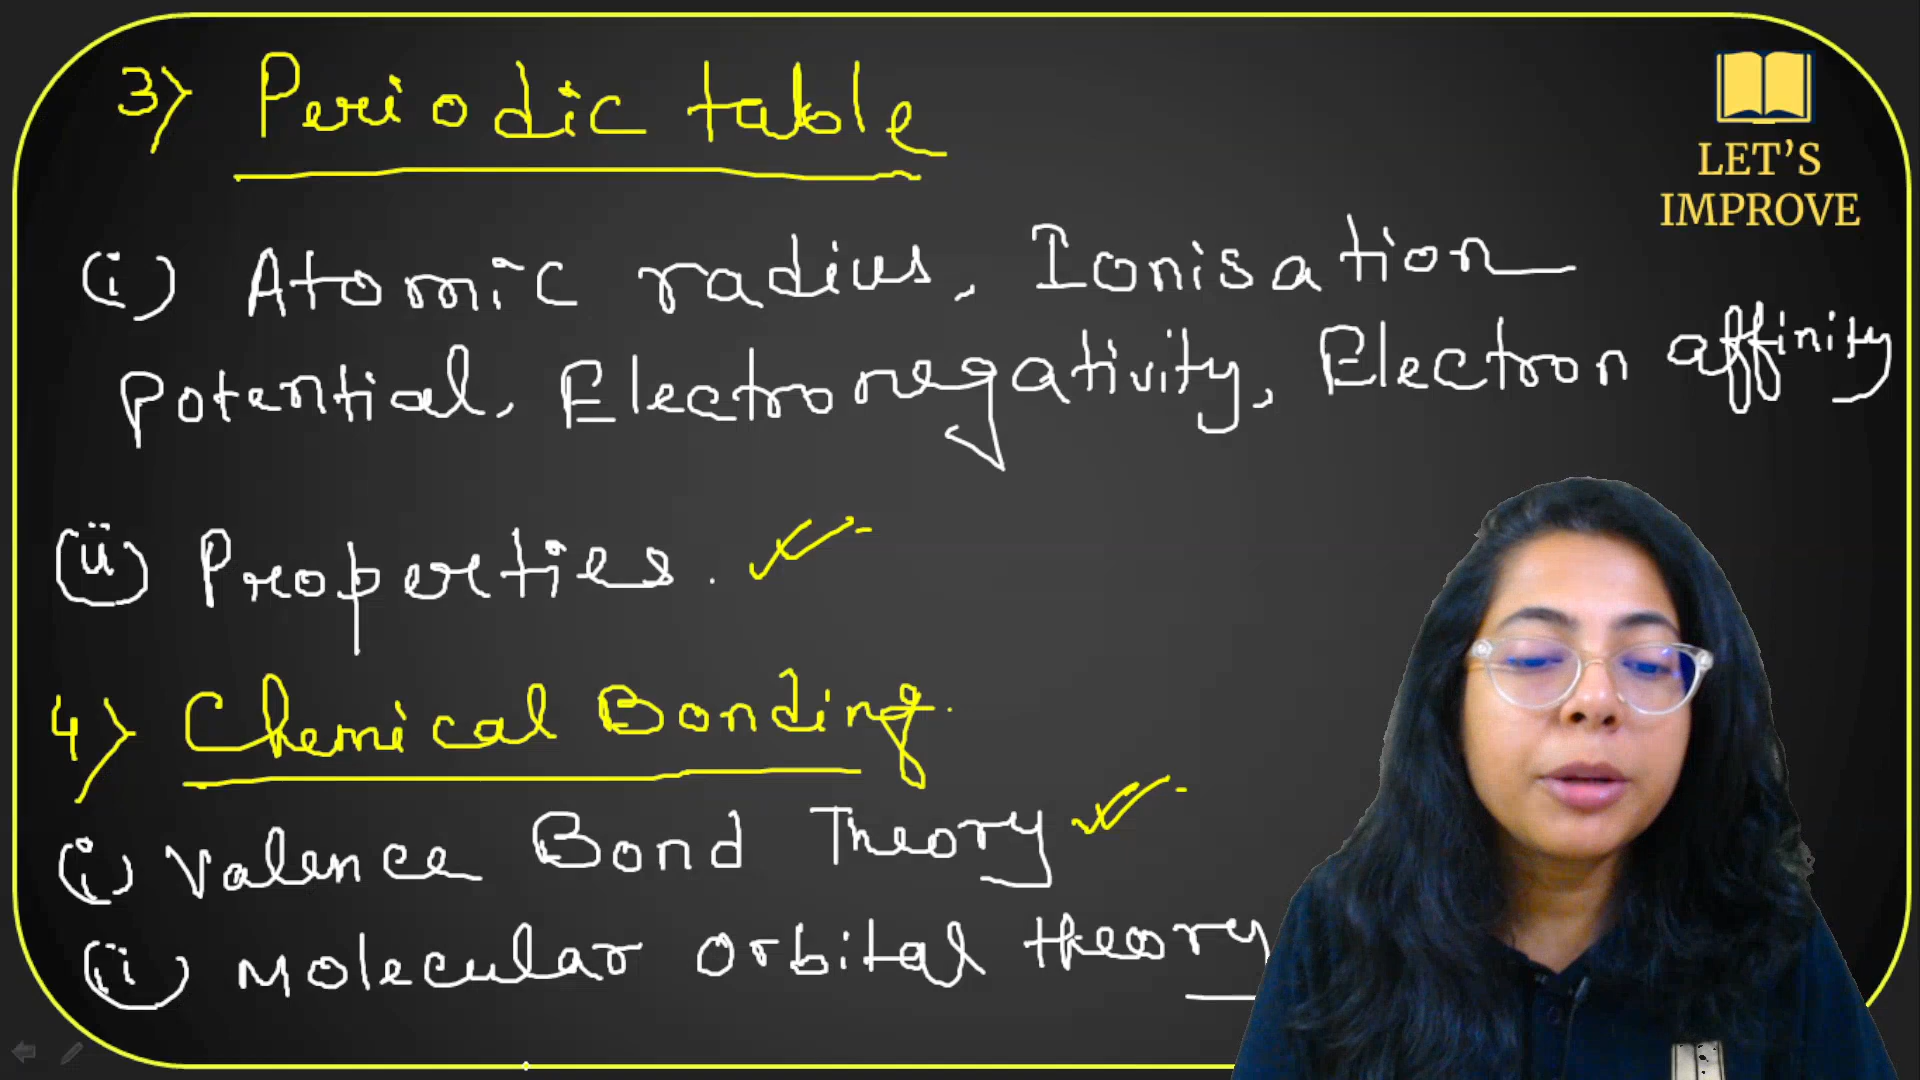 3) Periodic table
LET'S
IMPROVE
(i) Atomic radius, Ionisation
potential, Electronegativity, Electron affinity
(ii) Properties.
4) Chemical Bonding.
(i) Valence Bond Theory
(ii) Molecular orbital theory